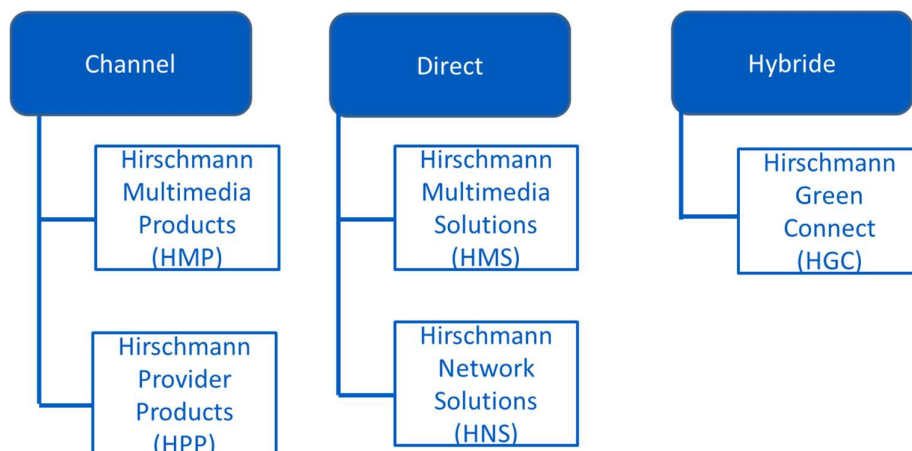 Channel
Hirschmann
Multimedia
Products
(HMP)
Hirschmann
Provider
Products
(HPP)
Direct
Hirschmann
Multimedia
Solutions
(HMS)
Hirschmann
Network
Solutions
(HNS)
Hybride
Hirschmann
Green
Connect
(HGC)